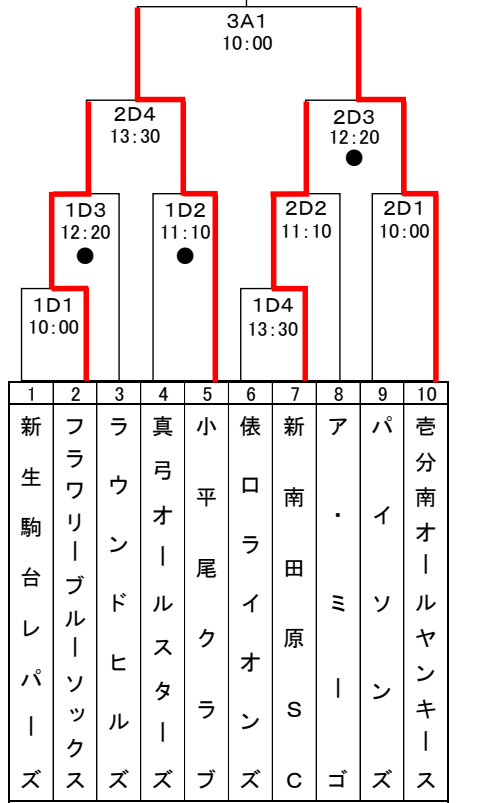 3A1
10:00
2D4
13:30
2D3
12:20
●
1D3
12:20
●
1D2
11:10
●
2D2
11:10
2D1
10:00
1D1
10:00
1D4
13:30
1 2 3 4 5 6 7 8 9 10
新生駒台レパーズ
フラワリーブルーソックス
ラウンドヒルズ
真弓オールスターズ
小平尾クラブ
俵口ライオンズ
新南田原SC
ア・ミーゴ
パイソンズ
壱分南オールヤンキース